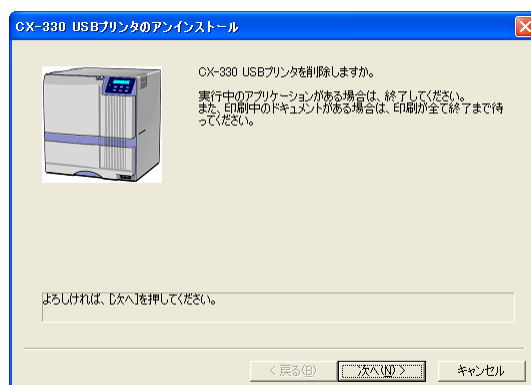 CX-330 USBプリンタのアンインストール
CX-330 USBプリンタを削除しますか。
実行中のアプリケーションがある場合は、終了してください。
また、印刷中のドキュメントがある場合は、印刷が全て終了まで待
ってください。
よろしければ、[次へ]を押してください。
< 戻る(B)
次へ(N) >
キャンセル